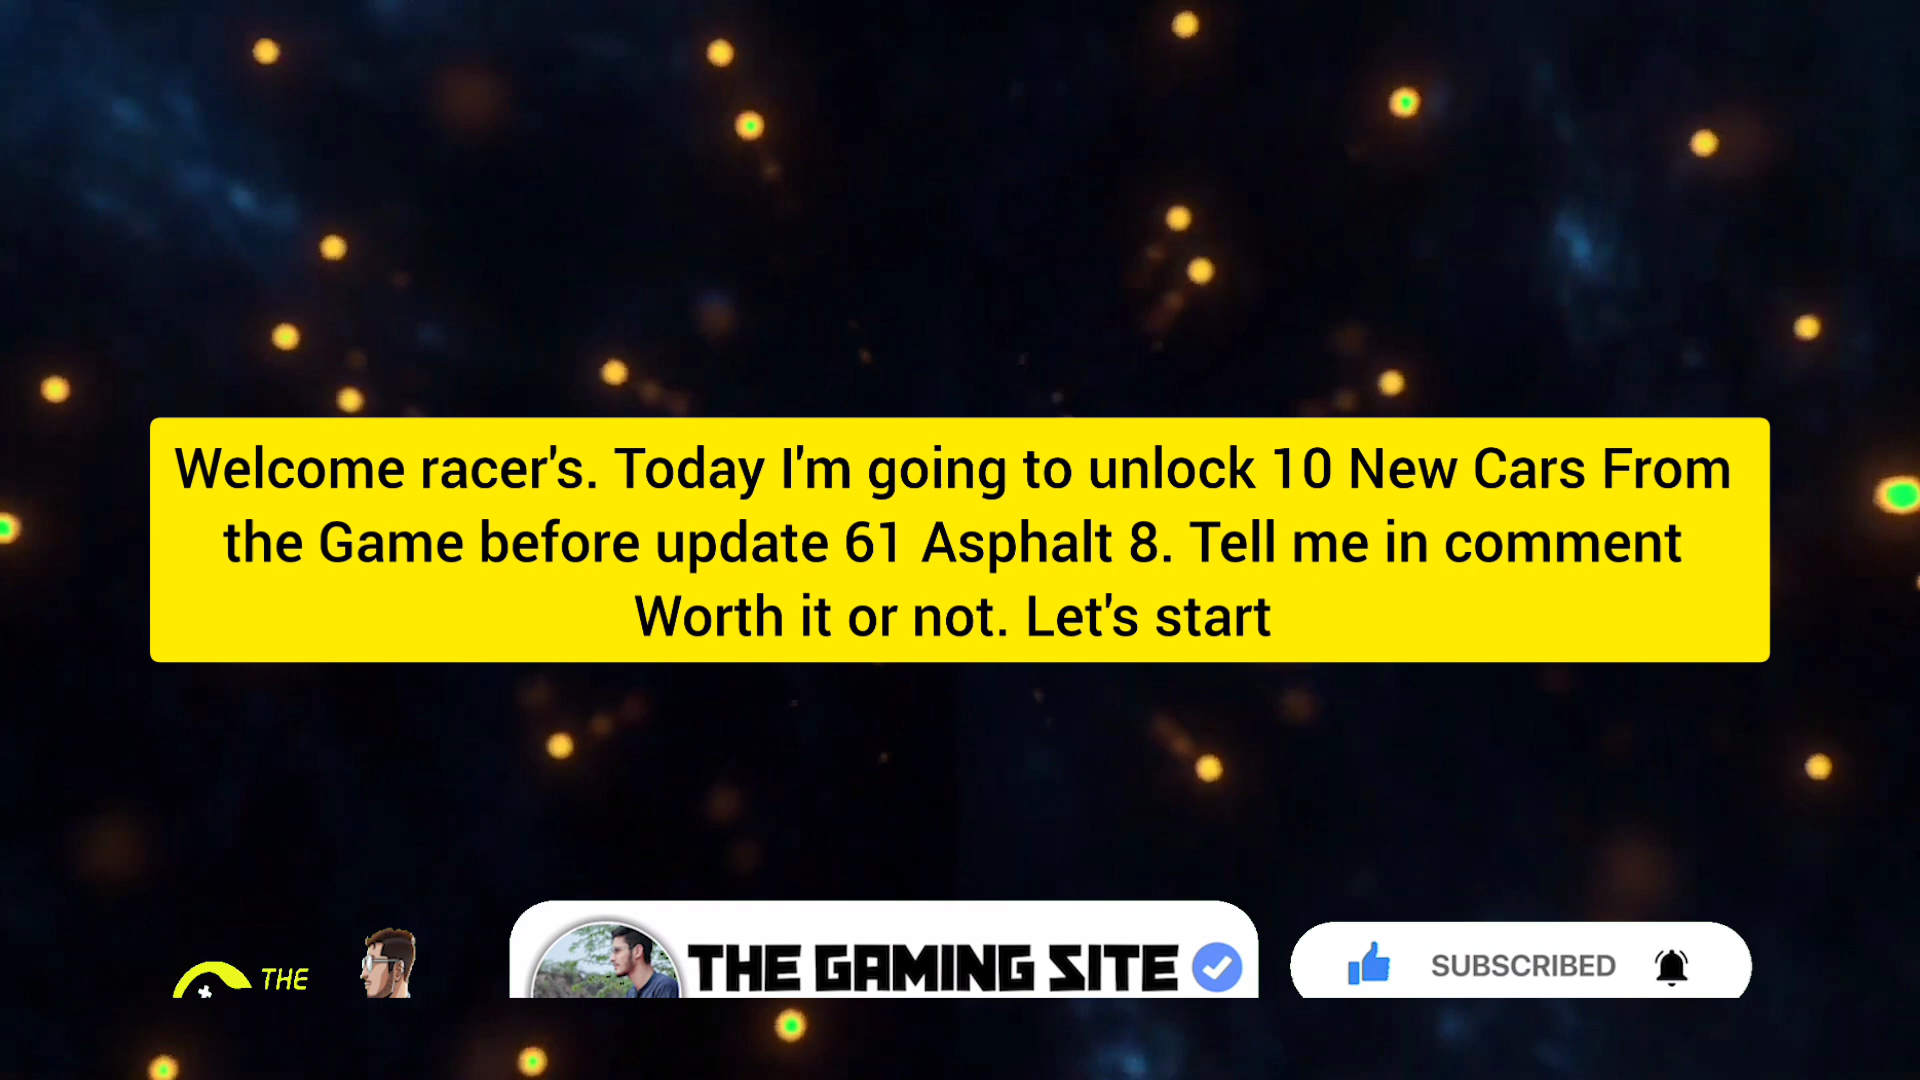 Welcome racer's. Today I'm going to unlock 10 New Cars From
the Game before update 61 Asphalt 8. Tell me in comment
Worth it or not. Let's start
THE
THE GAMING SITE
SUBSCRIBED